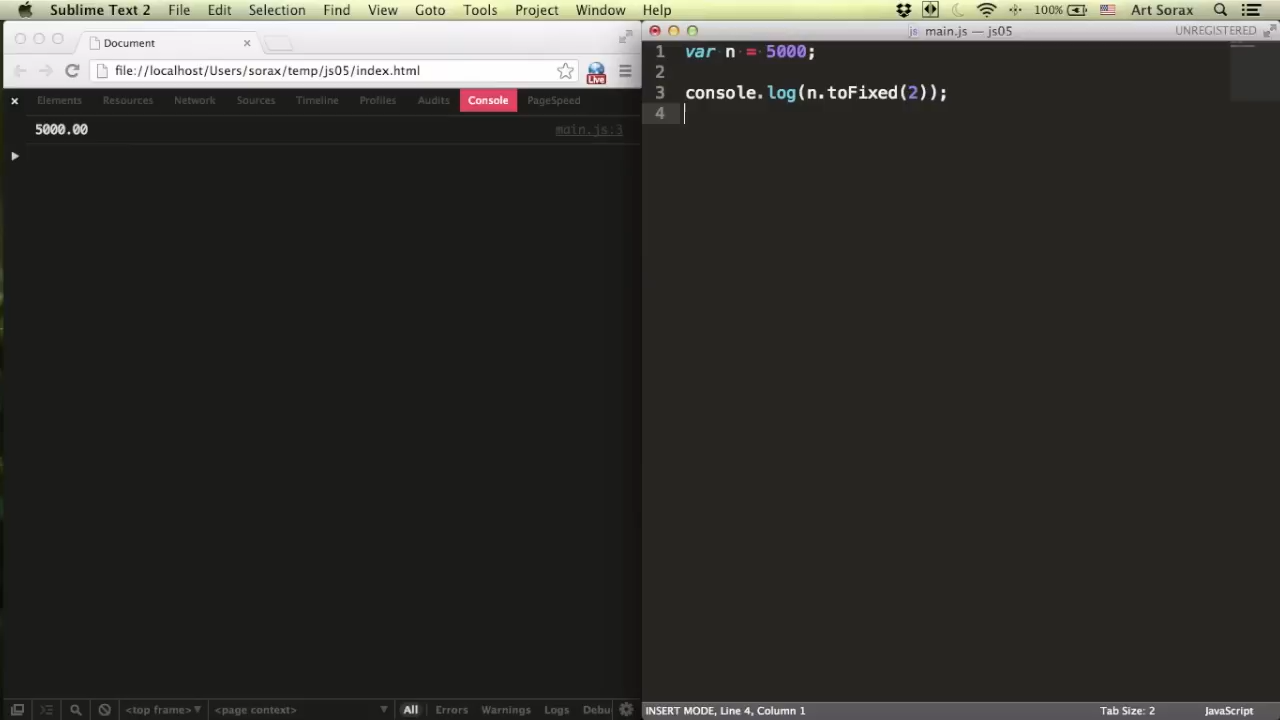 Sublime Text 2 File Edit Selection Find View Goto Tools Project Window Help 100% Art Sorax
Document
file://localhost/Users/sorax/temp/js05/index.html
Live
Elements Resources Network Sources Timeline Profiles Audits Console PageSpeed
5000.00 main.js:3
<top frame> <page context> All Errors Warnings Logs Debu
main.js — js05 UNREGISTERED
1 var n = 5000;
2
3 console.log(n.toFixed(2));
4
INSERT MODE, Line 4, Column 1 Tab Size: 2 JavaScript